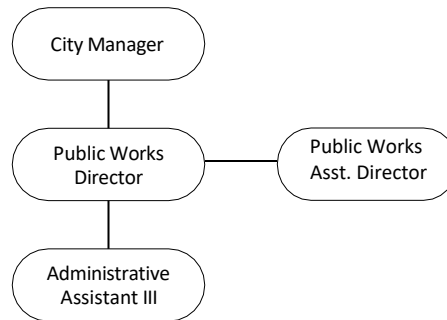 City Manager
Public Works
Director
Public Works
Asst. Director
Administrative
Assistant III